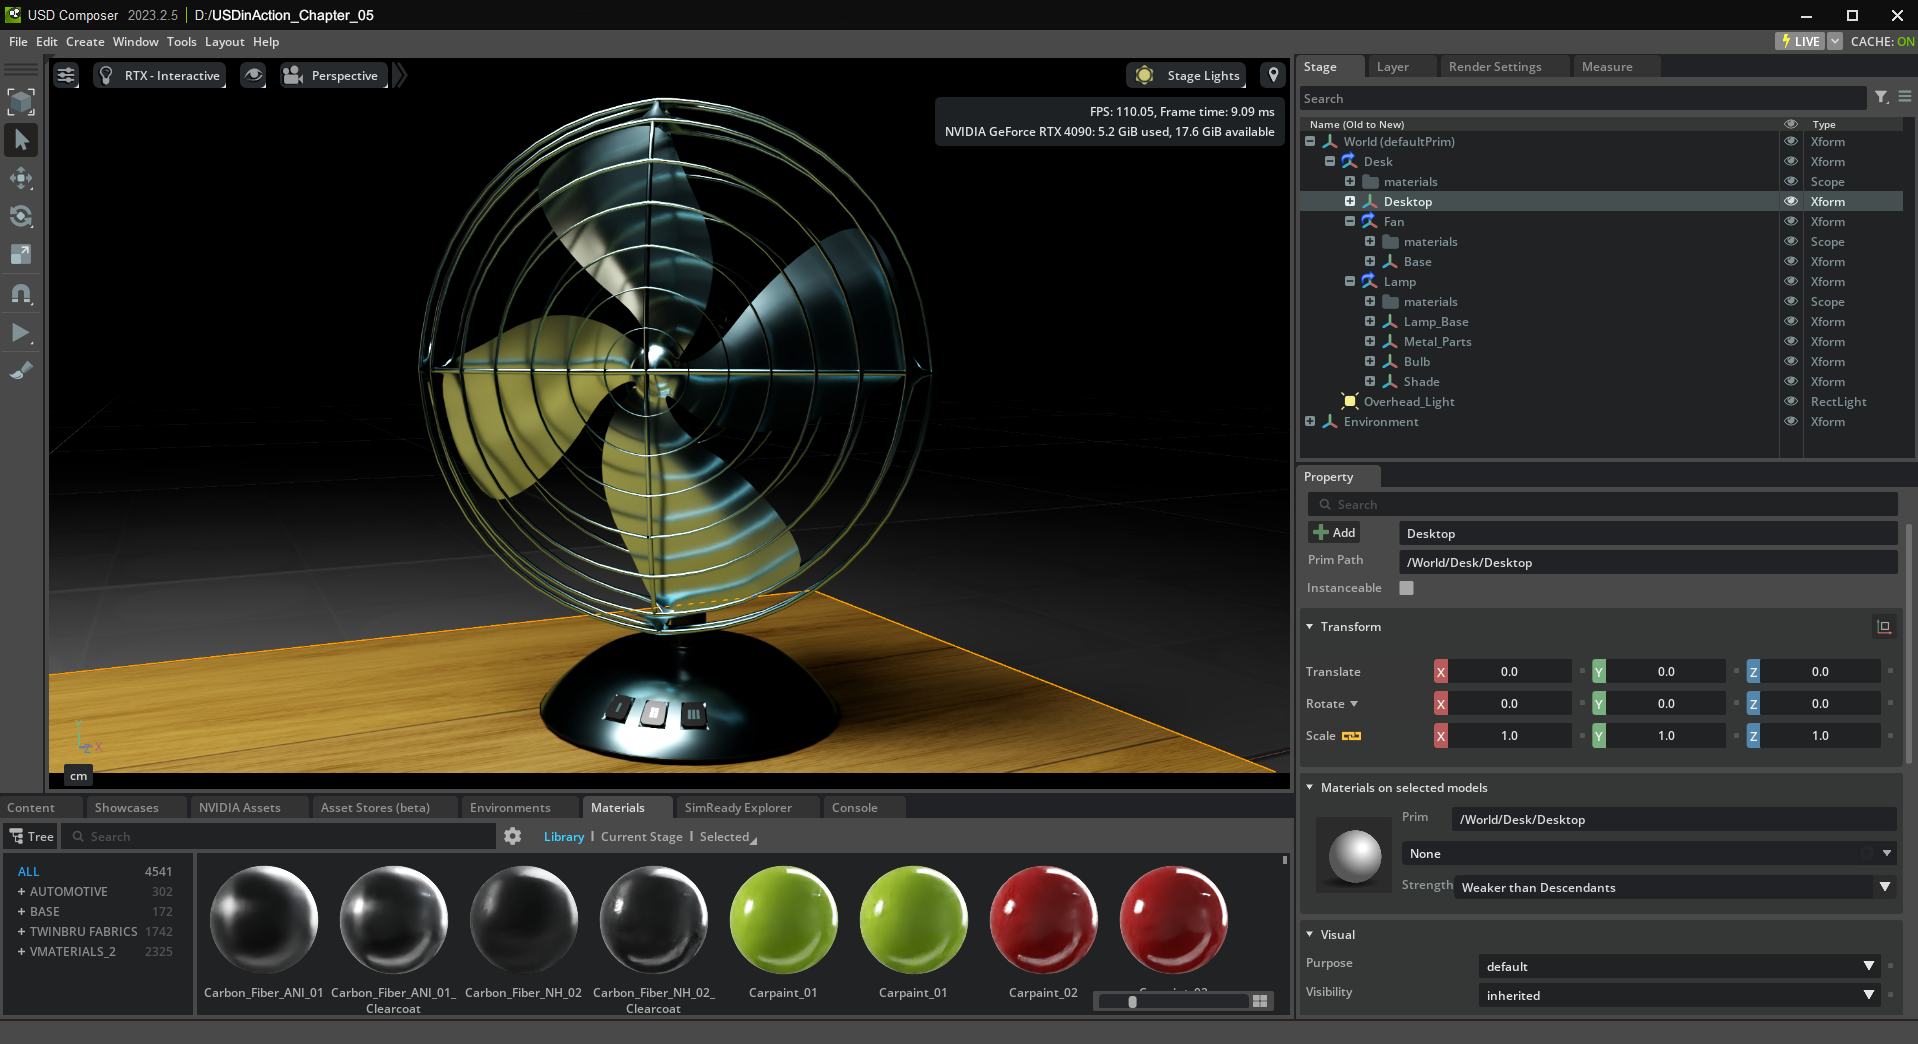 USD Composer 2023.2.5 | D:/USDinAction_Chapter_05
File Edit Create Window Tools Layout Help
LIVE CACHE: ON
RTX - Interactive
Perspective
Stage Lights
FPS: 110.05, Frame time: 9.09 ms
NVIDIA GeForce RTX 4090: 5.2 GiB used, 17.6 GiB available
I
II
III
Y
Z X
cm
Stage Layer Render Settings Measure
Search
Name (Old to New) Type
World (defaultPrim) Xform
Desk Xform
materials Scope
Desktop Xform
Fan Xform
materials Scope
Base Xform
Lamp Xform
materials Scope
Lamp_Base Xform
Metal_Parts Xform
Bulb Xform
Shade Xform
Overhead_Light RectLight
Environment Xform
Property
Search
Add Desktop
Prim Path /World/Desk/Desktop
Instanceable
Transform
Translate X 0.0 Y 0.0 Z 0.0
Rotate X 0.0 Y 0.0 Z 0.0
Scale X 1.0 Y 1.0 Z 1.0
Materials on selected models
Prim /World/Desk/Desktop
None
Strength Weaker than Descendants
Visual
Purpose default
Visibility inherited
Content Showcases NVIDIA Assets Asset Stores (beta) Environments Materials SimReady Explorer Console
Tree Search Library | Current Stage | Selected
ALL 4541
+ AUTOMOTIVE 302
+ BASE 172
+ TWINBRU FABRICS 1742
+ VMATERIALS_2 2325
Carbon_Fiber_ANI_01
Carbon_Fiber_ANI_01_
Clearcoat
Carbon_Fiber_NH_02
Carbon_Fiber_NH_02_
Clearcoat
Carpaint_01
Carpaint_01
Carpaint_02